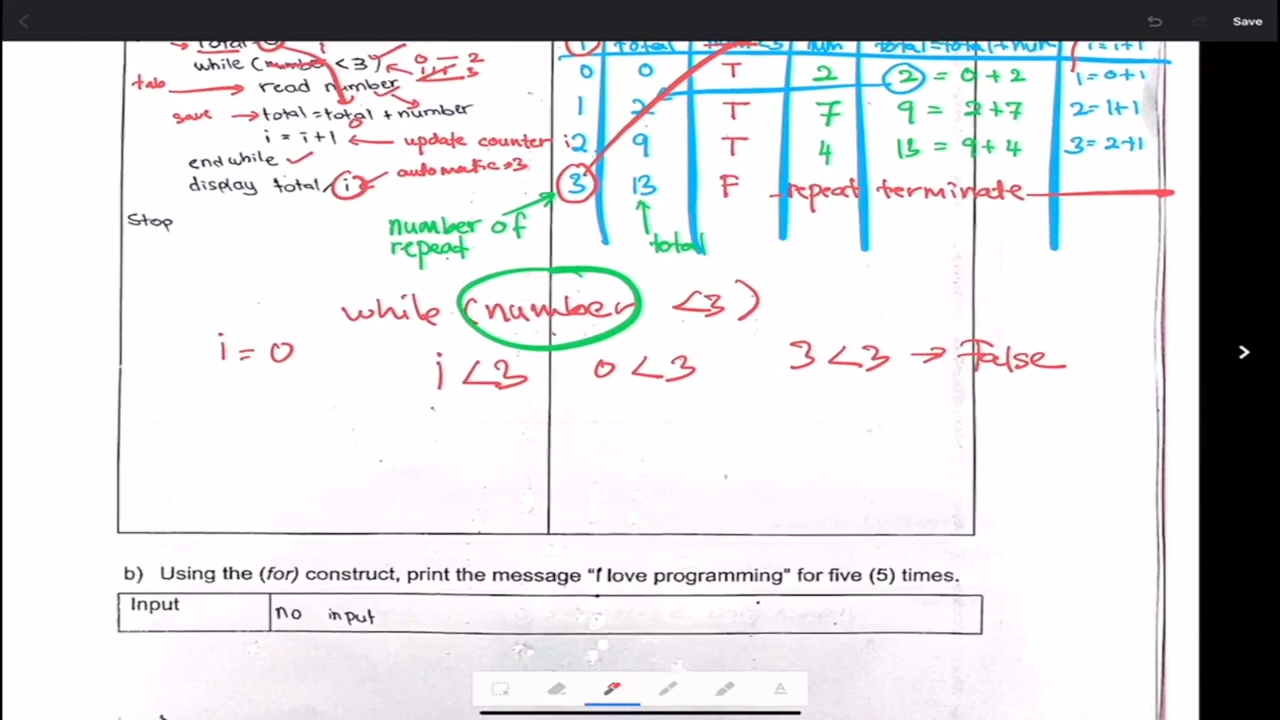 Save
total
while (number <3)
0 — 2
3
tab
read number
save
total=total + number
0
i = i+1
update counter i
endwhile
automatic→3
display total, i
Stop
i total num total=total+num i=i+1
0 0 T 2 2 = 0+2 1=0+1
1 2 T 7 9 = 2+7 2=1+1
2 9 T 4 13 = 9+4 3=2+1
3 13 F repeat terminate
number of
repeat
total
while (number <3)
i = 0
i <3 0 <3 3 <3 → False
b) Using the (for) construct, print the message "I love programming" for five (5) times.
Input no input
A